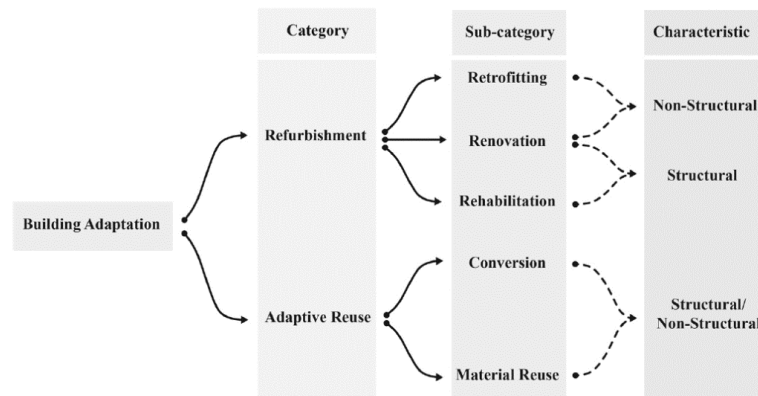 Category
Sub-category
Characteristic
Retrofitting
Non-Structural
Refurbishment
Renovation
Structural
Rehabilitation
Building Adaptation
Conversion
Adaptive Reuse
Structural/
Non-Structural
Material Reuse